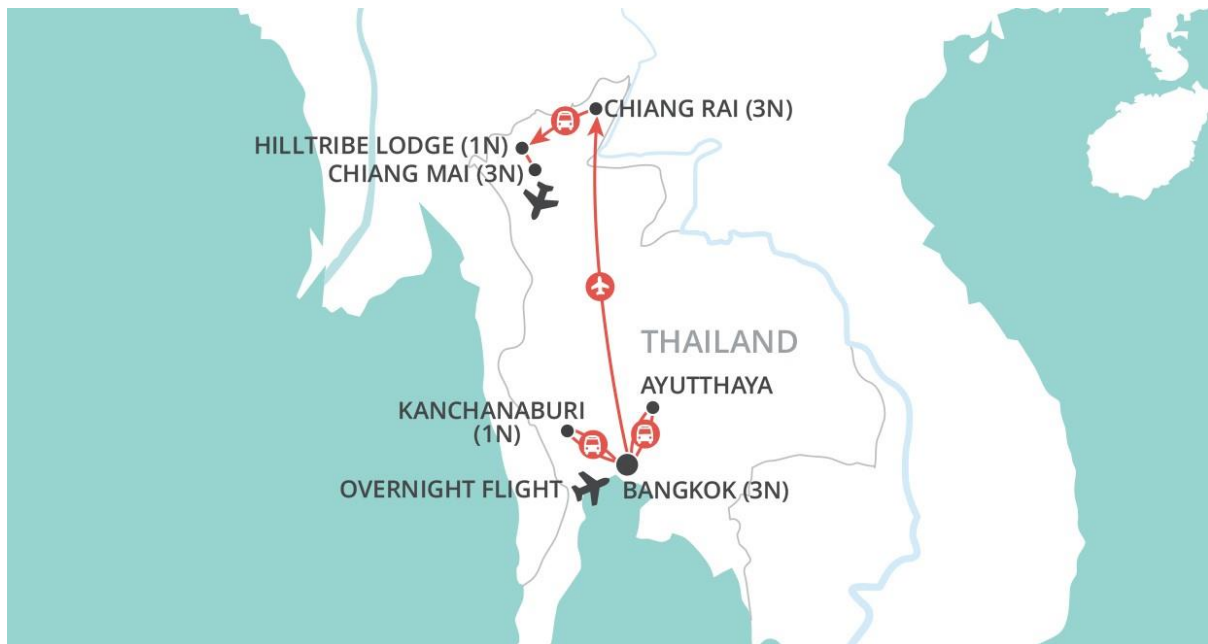 CHIANG RAI (3N)
HILLTRIBE LODGE (1N)
CHIANG MAI (3N)
THAILAND
AYUTTHAYA
KANCHANABURI
(1N)
OVERNIGHT FLIGHT
BANGKOK (3N)